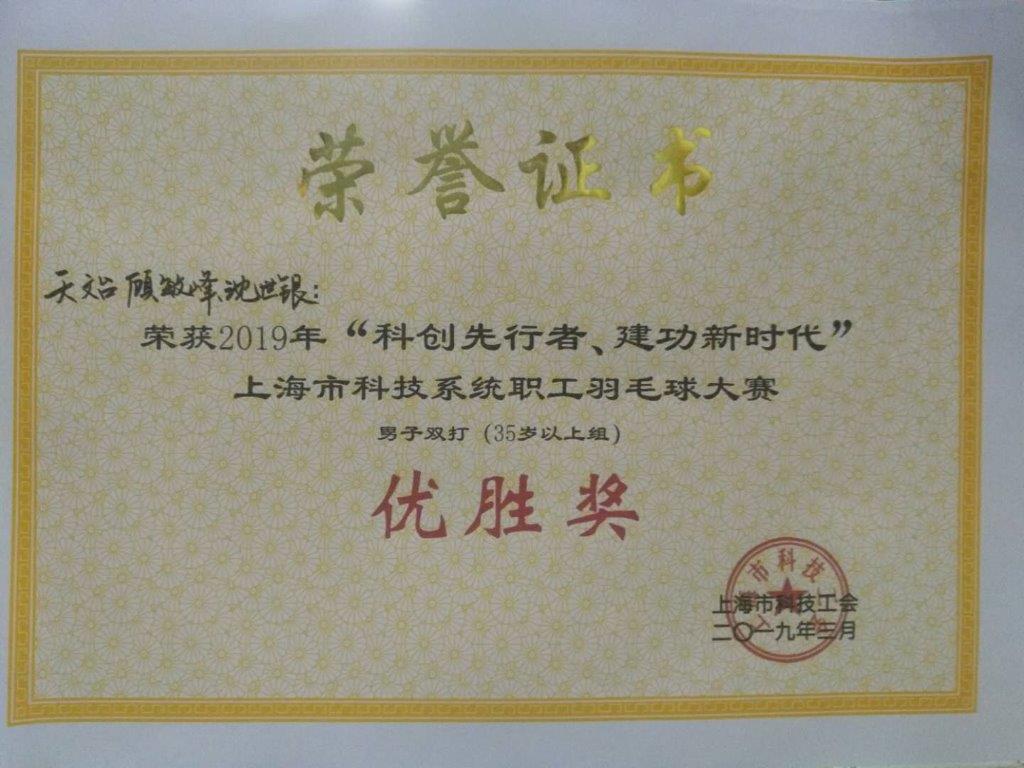 荣誉证书
天文台 顾敏峰、沈世银：
荣获2019年“科创先行者、建功新时代”
上海市科技系统职工羽毛球大赛
男子双打（35岁以上组）
优胜奖
市科技
上海市科技工会
二〇一九年三月